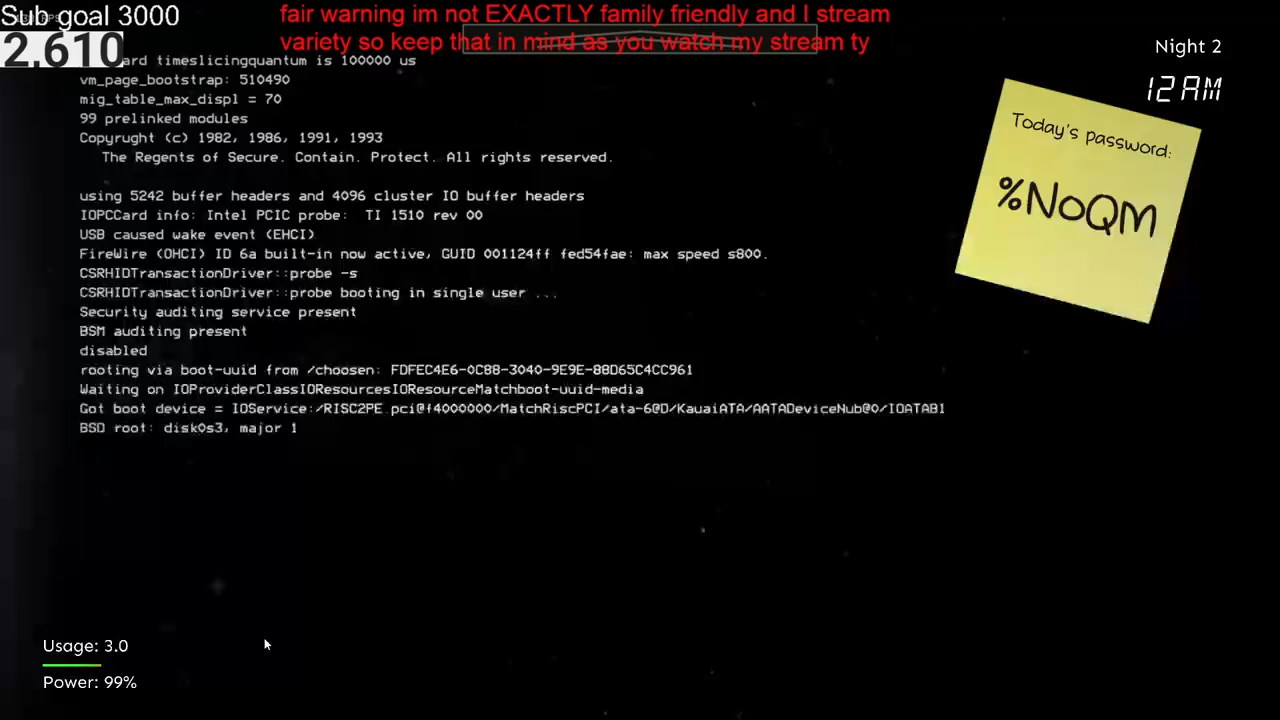 Sub goal 3000
2.610
fair warning im not EXACTLY family friendly and I stream
variety so keep that in mind as you watch my stream ty
Night 2
12 AM
Today's password:
%NoQM
ard timeslicingquantum is 100000 us
vm_page_bootstrap: 510490
mig_table_max_displ = 70
99 prelinked modules
Copyrught (c) 1982, 1986, 1991, 1993
The Regents of Secure. Contain. Protect. All rights reserved.
using 5242 buffer headers and 4096 cluster IO buffer headers
IOPCCard info: Intel PCIC probe: TI 1510 rev 00
USB caused wake event (EHCI)
FireWire (OHCI) ID 6a built-in now active, GUID 001124ff fed54fae: max speed s800.
CSRHIDTransactionDriver::probe -s
CSRHIDTransactionDriver::probe booting in single user ...
Security auditing service present
BSM auditing present
disabled
rooting via boot-uuid from /choosen: FDFEC4E6-0C88-3040-9E9E-88D65C4CC961
Waiting on IOProviderClassIOResourcesIOResourceMatchboot-uuid-media
Got boot device = IOService:/RISC2PE.pci@f4000000/MatchRiscPCI/ata-6@D/KauaiATA/AATADeviceNub@0/IOATABI
BSD root: disk0s3, major 1
Usage: 3.0
Power: 99%